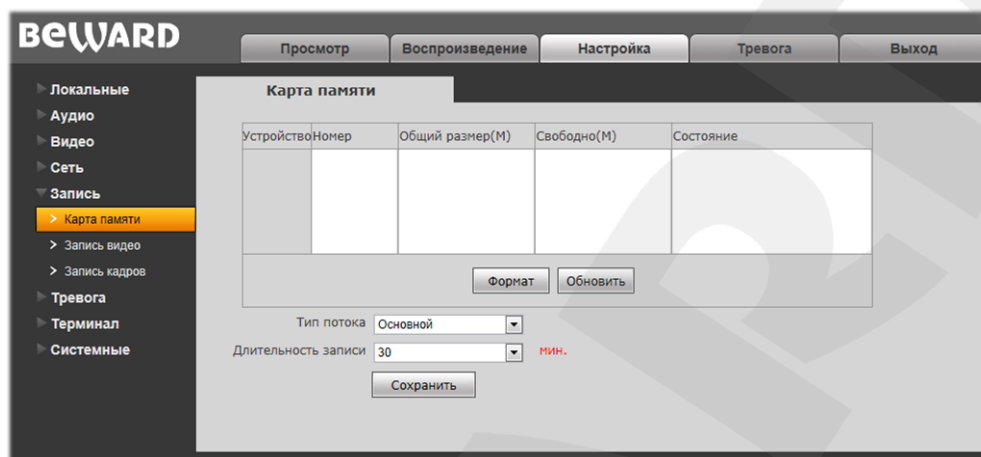 BEWARD
Просмотр Воспроизведение Настройка Тревога Выход
Локальные
Аудио
Видео
Сеть
Запись
Карта памяти
Запись видео
Запись кадров
Тревога
Терминал
Системные
Карта памяти
Устройство Номер Общий размер(М) Свободно(М) Состояние
Формат Обновить
Тип потока Основной
Длительность записи 30 мин.
Сохранить